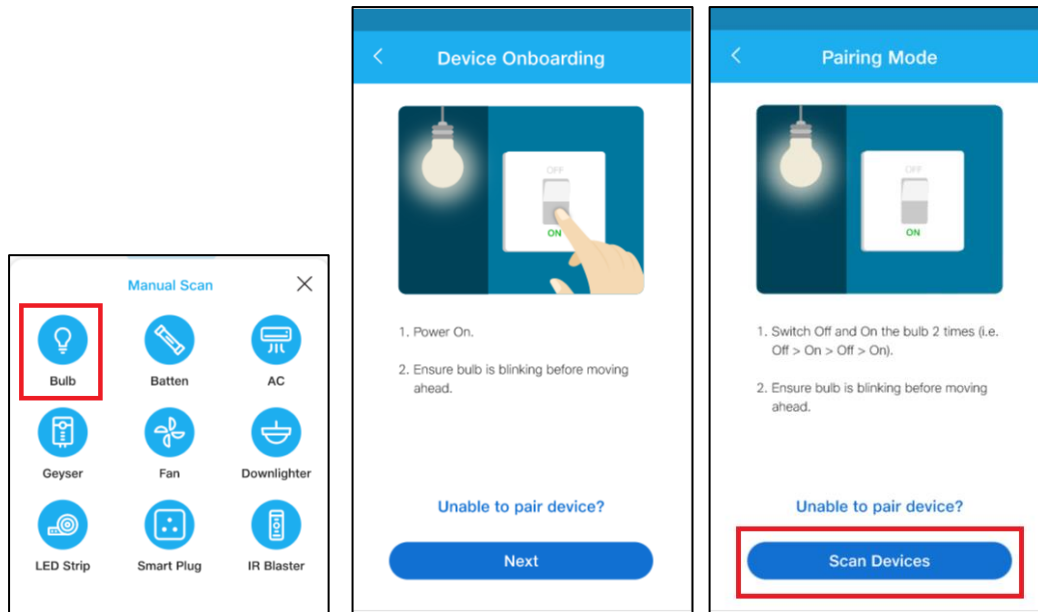 Manual Scan
Bulb
Batten
AC
Geyser
Fan
Downlighter
LED Strip
Smart Plug
IR Blaster
Device Onboarding
OFF
ON
1. Power On.
2. Ensure bulb is blinking before moving
ahead.
Unable to pair device?
Next
Pairing Mode
OFF
ON
1. Switch Off and On the bulb 2 times (i.e.
Off > On > Off > On).
2. Ensure bulb is blinking before moving
ahead.
Unable to pair device?
Scan Devices